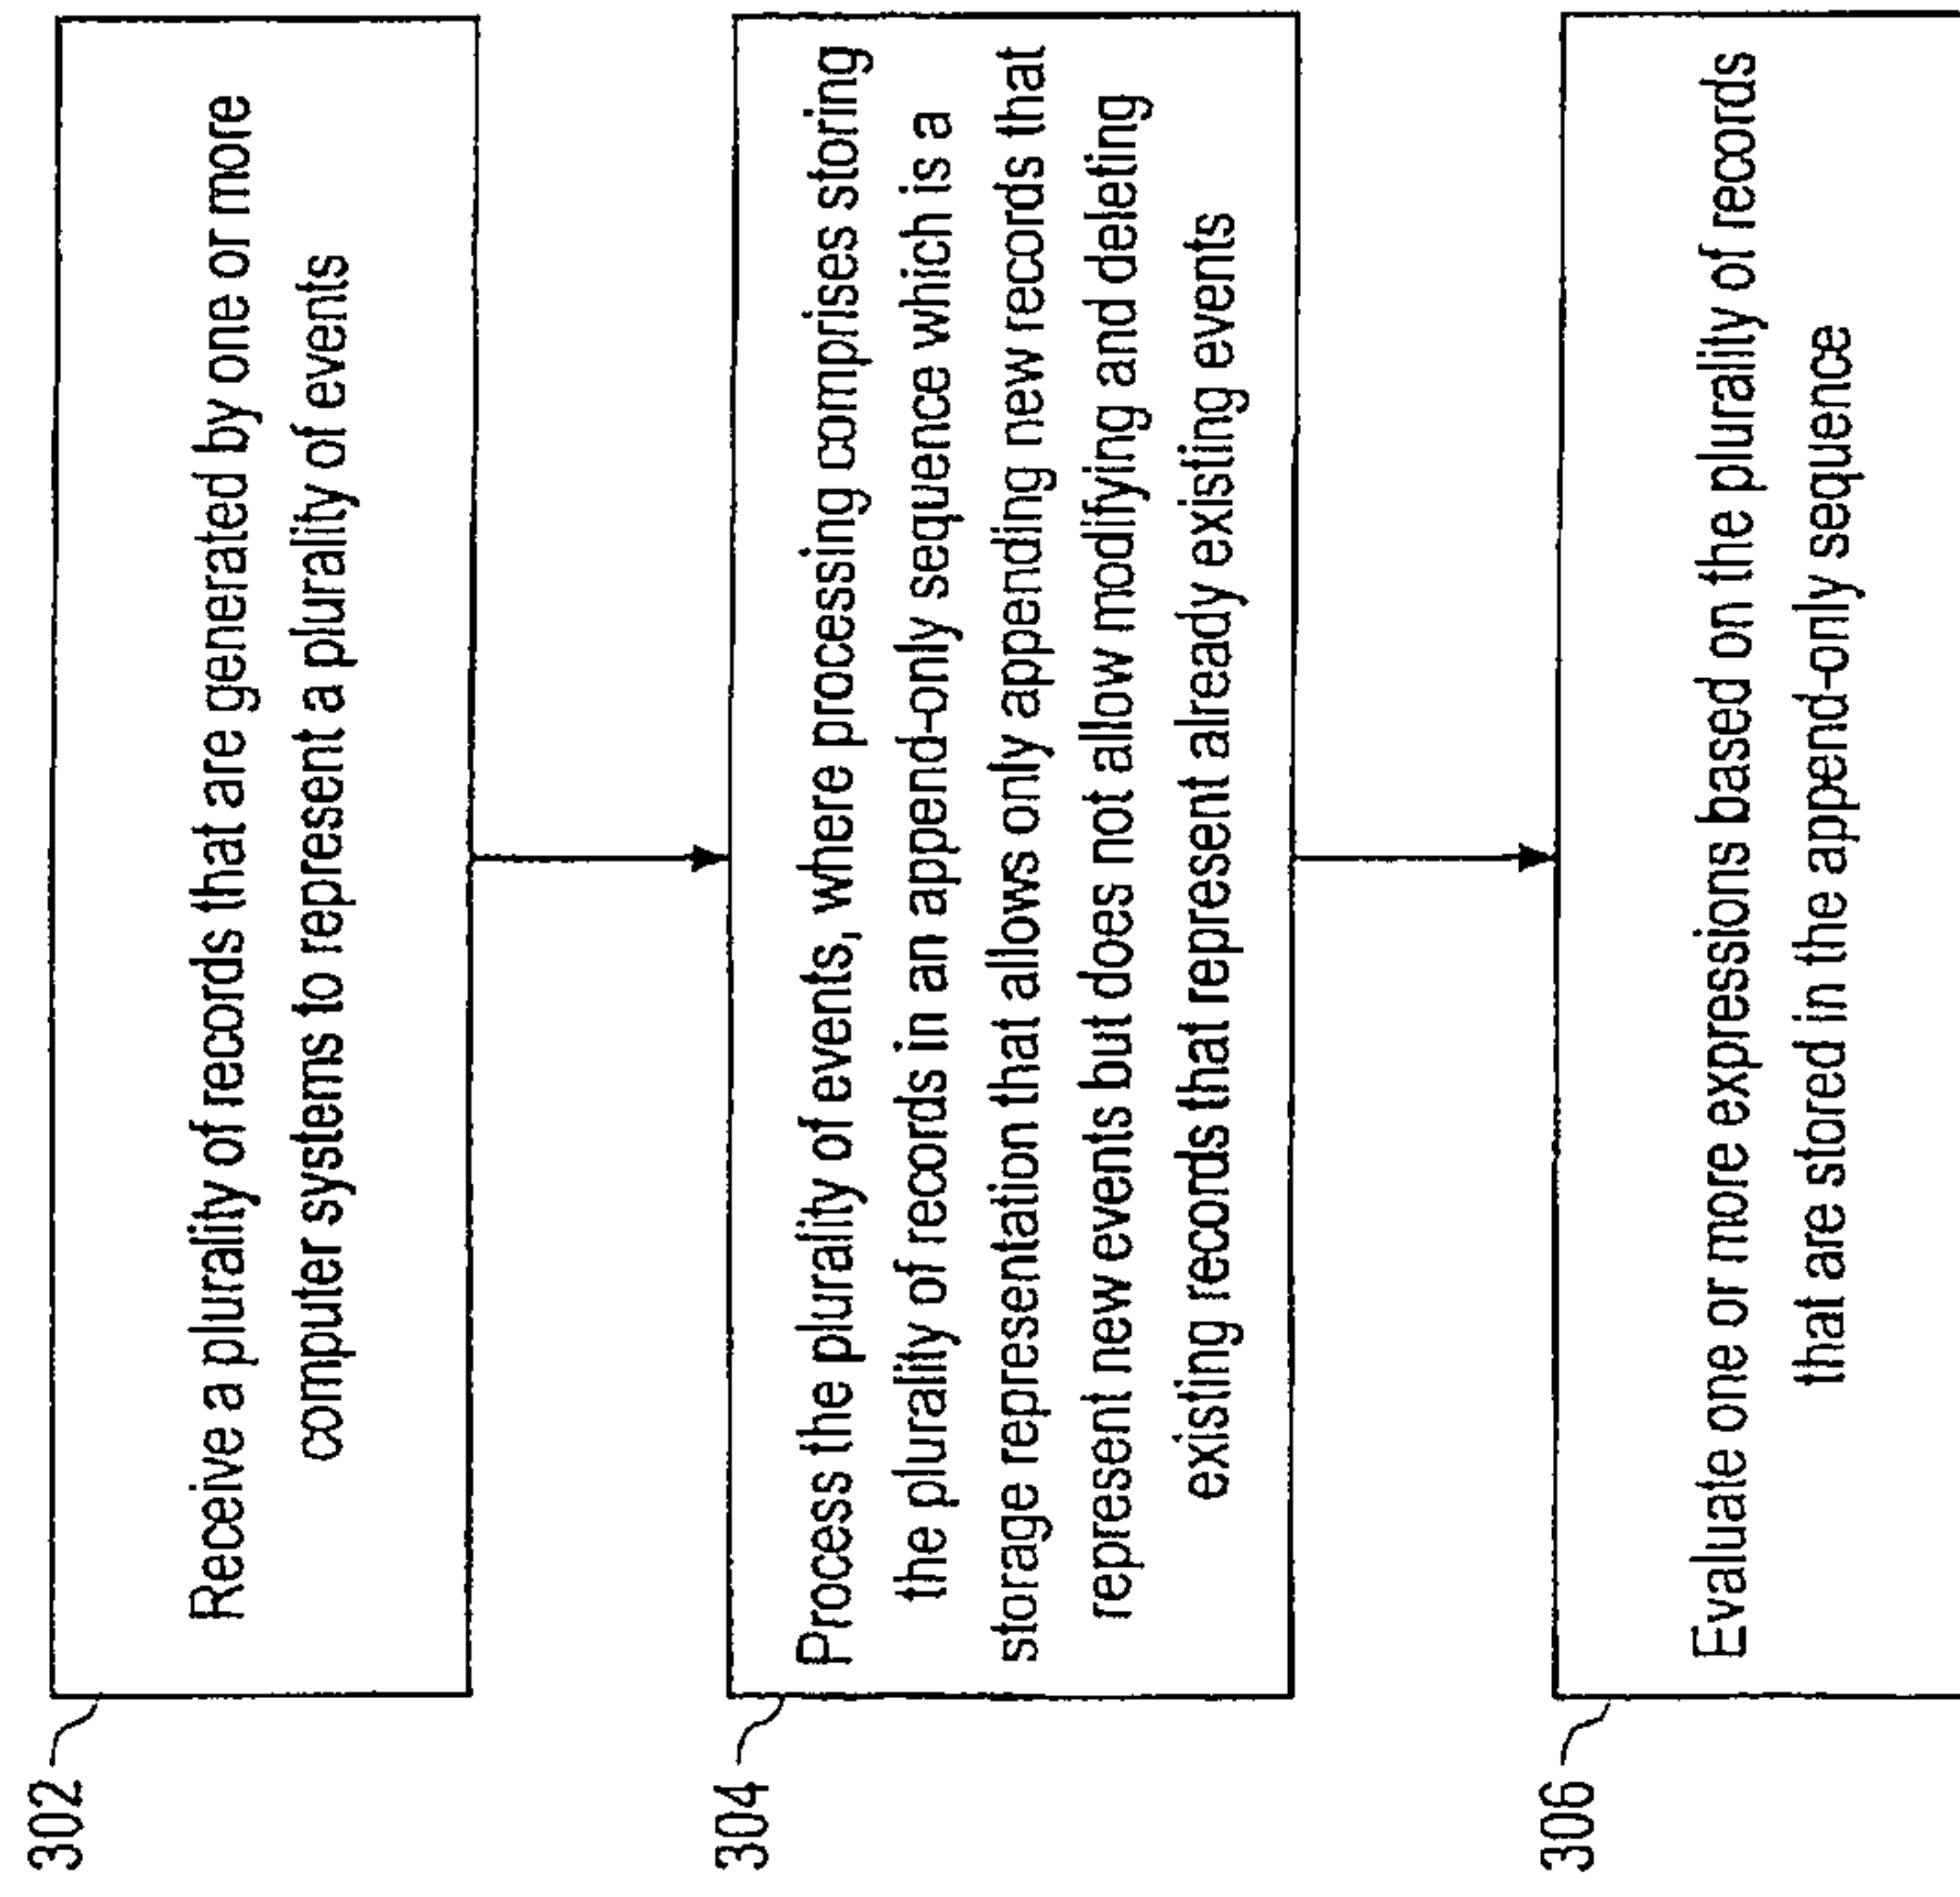 302
Receive a plurality of records that are generated by one or more
computer systems to represent a plurality of events
304
Process the plurality of events, where processing comprises storing
the plurality of records in an append-only sequence which is a
storage representation that allows only appending new records that
represent new events but does not allow modifying and deleting
existing records that represent already existing events
306
Evaluate one or more expressions based on the plurality of records
that are stored in the append-only sequence